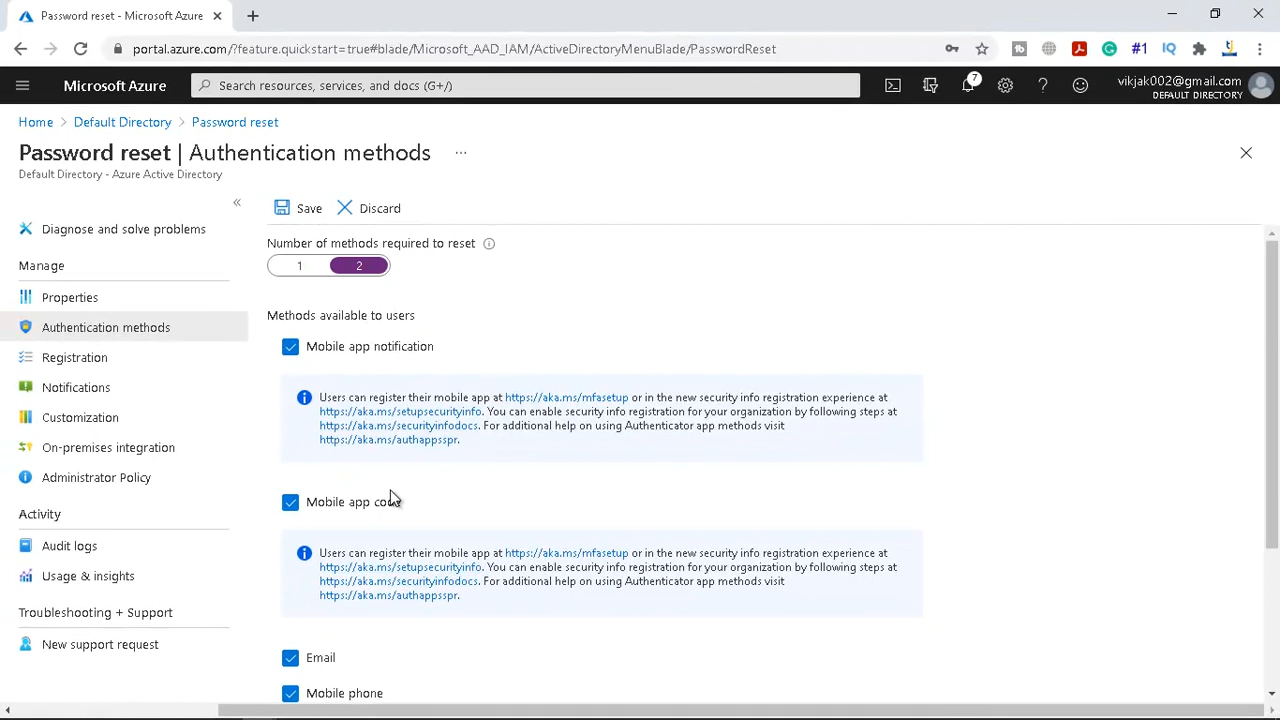 Password reset - Microsoft Azure
portal.azure.com/?feature.quickstart=true#blade/Microsoft_AAD_IAM/ActiveDirectoryMenuBlade/PasswordReset
#1
IQ
Microsoft Azure
Search resources, services, and docs (G+/)
7
vikjak002@gmail.com
DEFAULT DIRECTORY
Home > Default Directory > Password reset
Password reset | Authentication methods ...
Default Directory - Azure Active Directory
«
Diagnose and solve problems
Manage
Properties
Authentication methods
Registration
Notifications
Customization
On-premises integration
Administrator Policy
Activity
Audit logs
Usage & insights
Troubleshooting + Support
New support request
Save
Discard
Number of methods required to reset
1
2
Methods available to users
Mobile app notification
Users can register their mobile app at https://aka.ms/mfasetup or in the new security info registration experience at
https://aka.ms/setupsecurityinfo. You can enable security info registration for your organization by following steps at
https://aka.ms/securityinfodocs. For additional help on using Authenticator app methods visit
https://aka.ms/authappsspr.
Mobile app code
Users can register their mobile app at https://aka.ms/mfasetup or in the new security info registration experience at
https://aka.ms/setupsecurityinfo. You can enable security info registration for your organization by following steps at
https://aka.ms/securityinfodocs. For additional help on using Authenticator app methods visit
https://aka.ms/authappsspr.
Email
Mobile phone